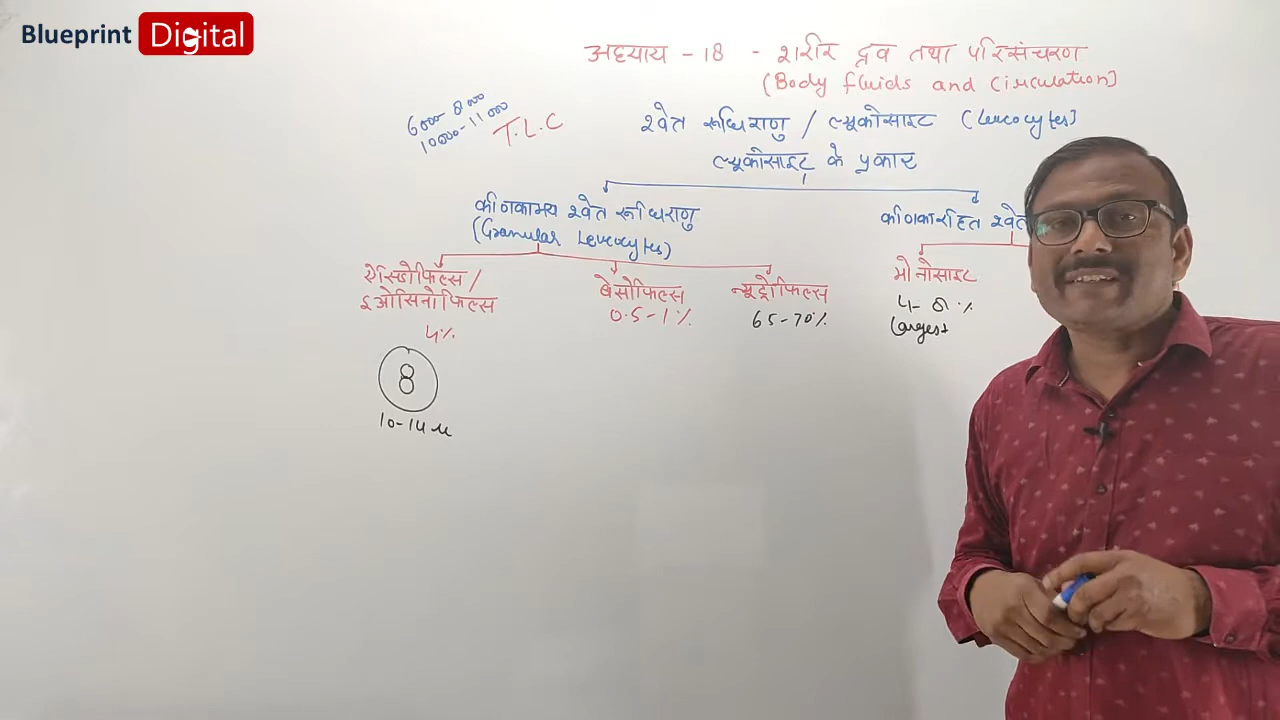 Blueprint Digital
अध्याय - 18 - शरीर द्रव तथा परिसंचरण
(Body fluids and Circulation)
6000 - 8000
10000 - 11000
T.L.C
श्वेत रूधिराणु / ल्यूकोसाइट (Leucocytes)
ल्यूकोसाइट के प्रकार
कणिकामय श्वेत रूधिराणु
(Granular Leucocytes)
कणिकारहित श्वेत
ऐसिडोफिल्स /
इओसिनोफिल्स
4%
बेसोफिल्स
0.5-1%
न्यूट्रोफिल्स
65-70%
मोनोसाइट
4-8%
largest
10-14 µ